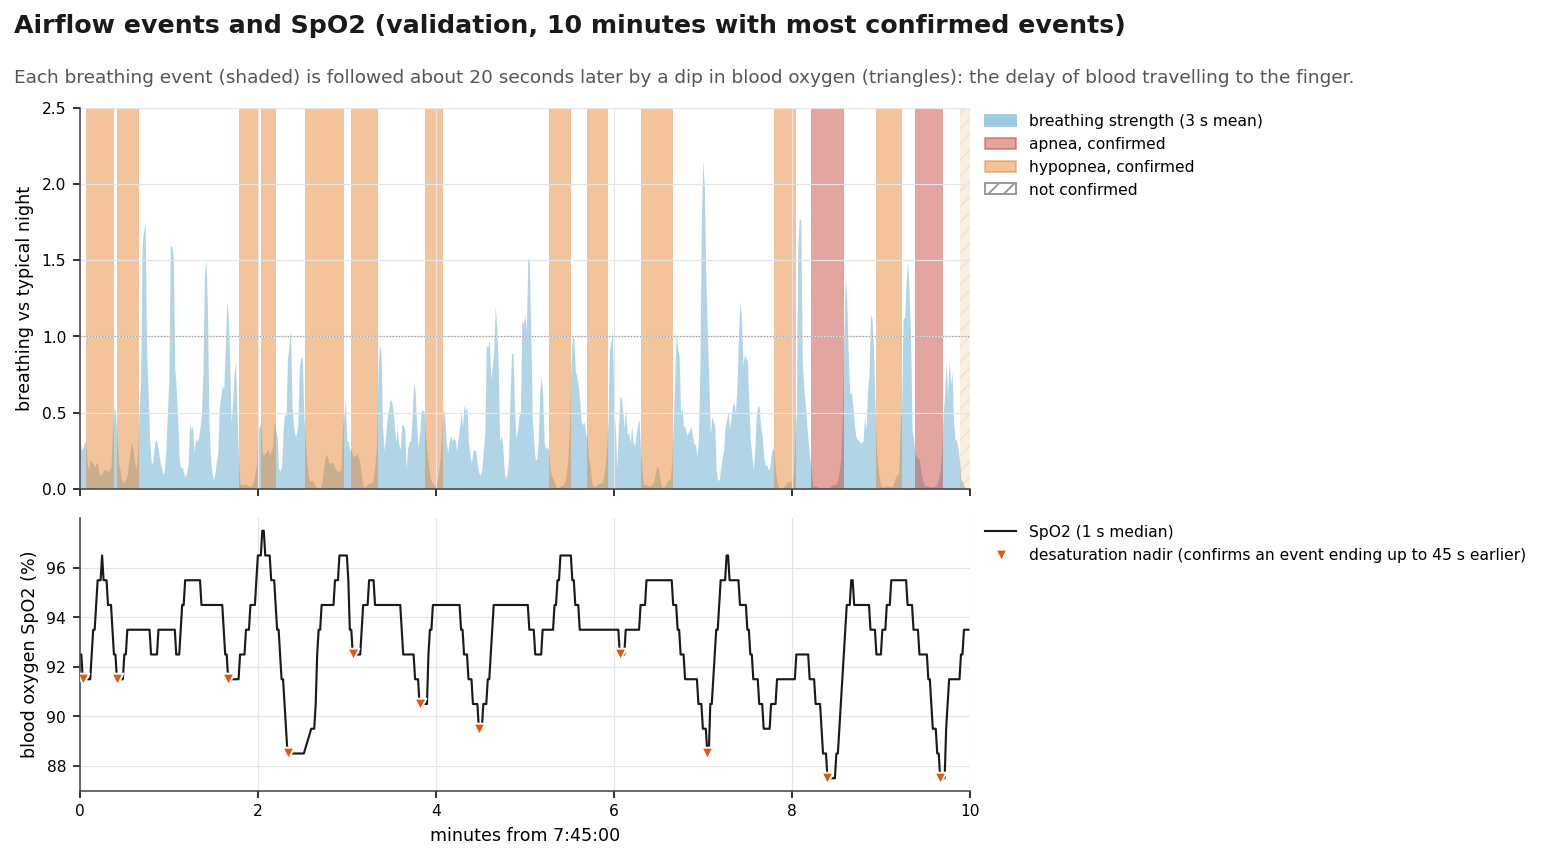 Airflow events and SpO2 (validation, 10 minutes with most confirmed events)
Each breathing event (shaded) is followed about 20 seconds later by a dip in blood oxygen (triangles): the delay of blood travelling to the finger.
breathing vs typical night
2.5
2.0
1.5
1.0
0.5
0.0
breathing strength (3 s mean)
apnea, confirmed
hypopnea, confirmed
not confirmed
blood oxygen SpO2 (%)
96
94
92
90
88
SpO2 (1 s median)
desaturation nadir (confirms an event ending up to 45 s earlier)
0 2 4 6 8 10
minutes from 7:45:00